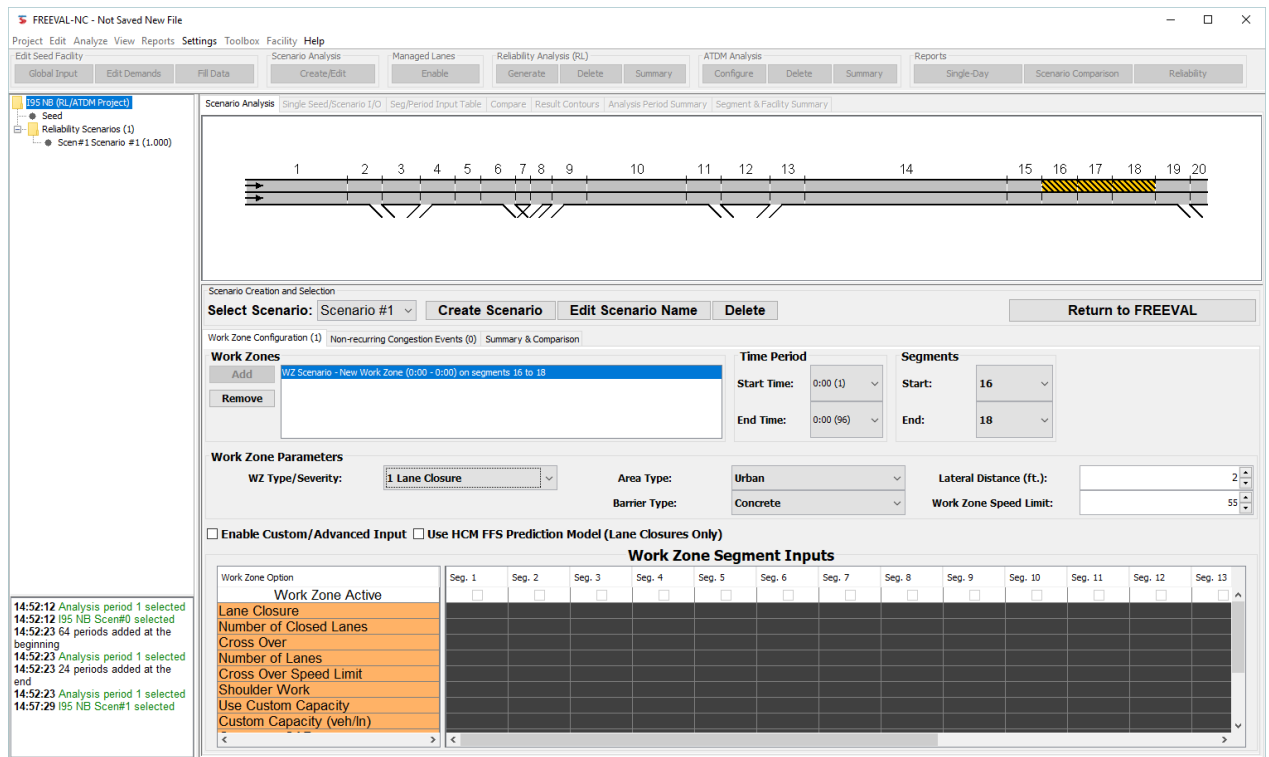 FREEVAL-NC - Not Saved New File
Project Edit Analyze View Reports Settings Toolbox Facility Help
Edit Seed Facility Scenario Analysis Managed Lanes Reliability Analysis (RL) ATDM Analysis Reports
Global Input Edit Demands Fill Data Create/Edit Enable Generate Delete Summary Configure Delete Summary Single-Day Scenario Comparison Reliability
I95 NB (RL/ATDM Project)
Seed
Reliability Scenarios (1)
Scen#1 Scenario #1 (1.000)
Scenario Analysis Single Seed/Scenario I/O Seg/Period Input Table Compare Result Contours Analysis Period Summary Segment & Facility Summary
1 2 3 4 5 6 7 8 9 10 11 12 13 14 15 16 17 18 19 20
Scenario Creation and Selection
Select Scenario: Scenario #1 Create Scenario Edit Scenario Name Delete Return to FREEVAL
Work Zone Configuration (1) Non-recurring Congestion Events (0) Summary & Comparison
Work Zones Time Period Segments
Add WZ Scenario - New Work Zone (0:00 - 0:00) on segments 16 to 18
Start Time: 0:00 (1) Start: 16
Remove
End Time: 0:00 (96) End: 18
Work Zone Parameters
WZ Type/Severity: 1 Lane Closure Area Type: Urban Lateral Distance (ft.): 2
Barrier Type: Concrete Work Zone Speed Limit: 55
Enable Custom/Advanced Input Use HCM FFS Prediction Model (Lane Closures Only)
Work Zone Segment Inputs
Work Zone Option Seg. 1 Seg. 2 Seg. 3 Seg. 4 Seg. 5 Seg. 6 Seg. 7 Seg. 8 Seg. 9 Seg. 10 Seg. 11 Seg. 12 Seg. 13
Work Zone Active
Lane Closure
Number of Closed Lanes
Cross Over
Number of Lanes
Cross Over Speed Limit
Shoulder Work
Use Custom Capacity
Custom Capacity (veh/ln)
14:52:12 Analysis period 1 selected
14:52:12 I95 NB Scen#0 selected
14:52:23 64 periods added at the
beginning
14:52:23 Analysis period 1 selected
14:52:23 24 periods added at the
end
14:52:23 Analysis period 1 selected
14:57:29 I95 NB Scen#1 selected